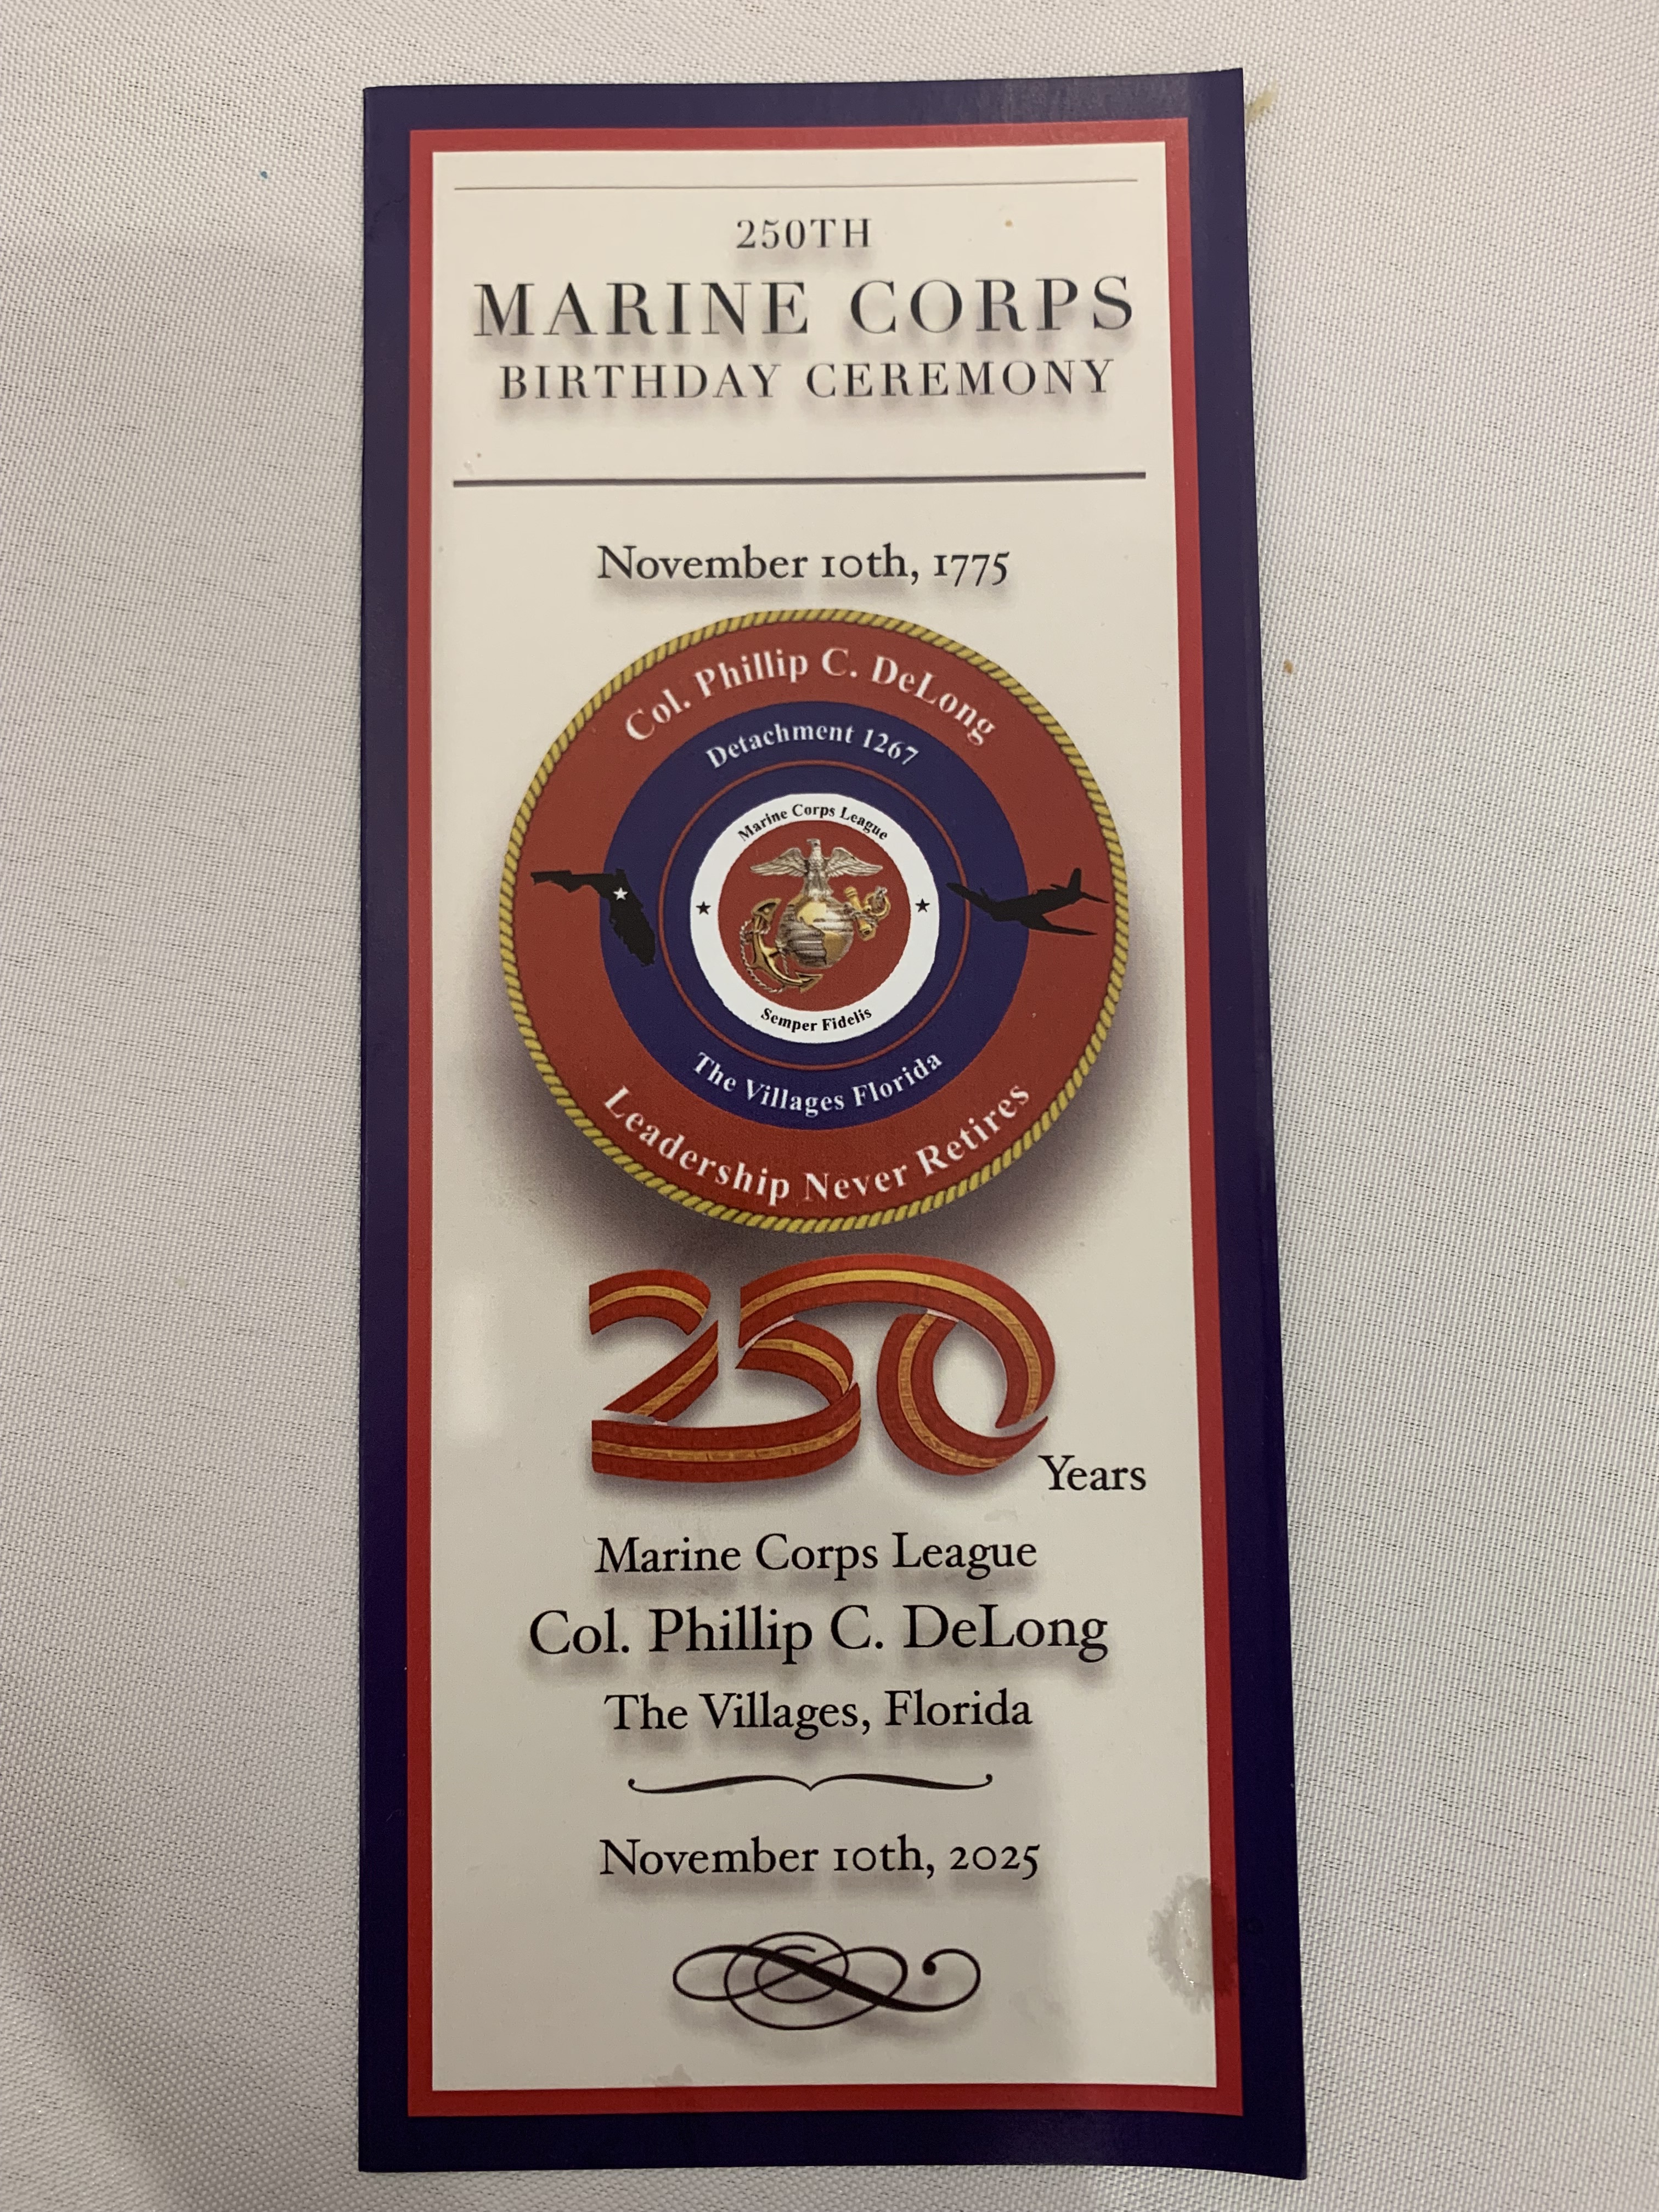 250TH
MARINE CORPS
BIRTHDAY CEREMONY
November 10th, 1775
Col. Phillip C. DeLong
Detachment 1267
Marine Corps League
Semper Fidelis
The Villages Florida
Leadership Never Retires
250
Years
Marine Corps League
Col. Phillip C. DeLong
The Villages, Florida
November 10th, 2025